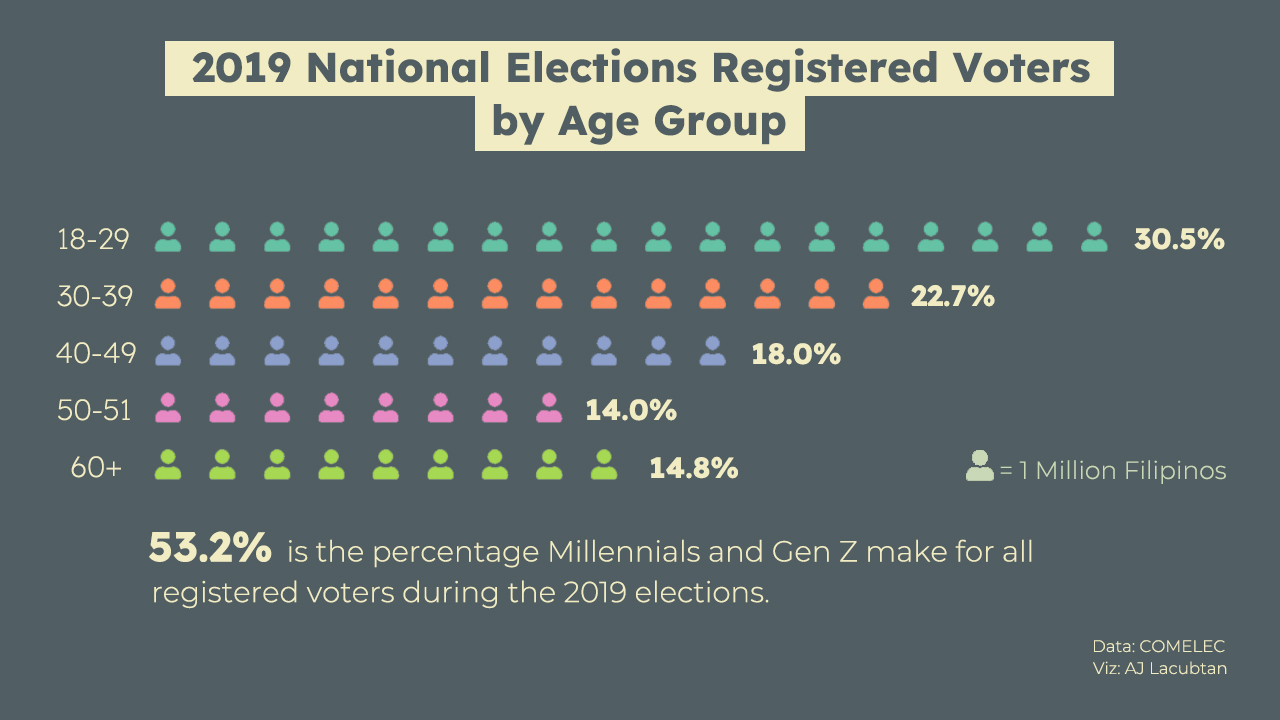 2019 National Elections Registered Voters
by Age Group
18-29 30.5%
30-39 22.7%
40-49 18.0%
50-51 14.0%
60+ 14.8%
= 1 Million Filipinos
53.2% is the percentage Millennials and Gen Z make for all
registered voters during the 2019 elections.
Data: COMELEC
Viz: AJ Lacubtan